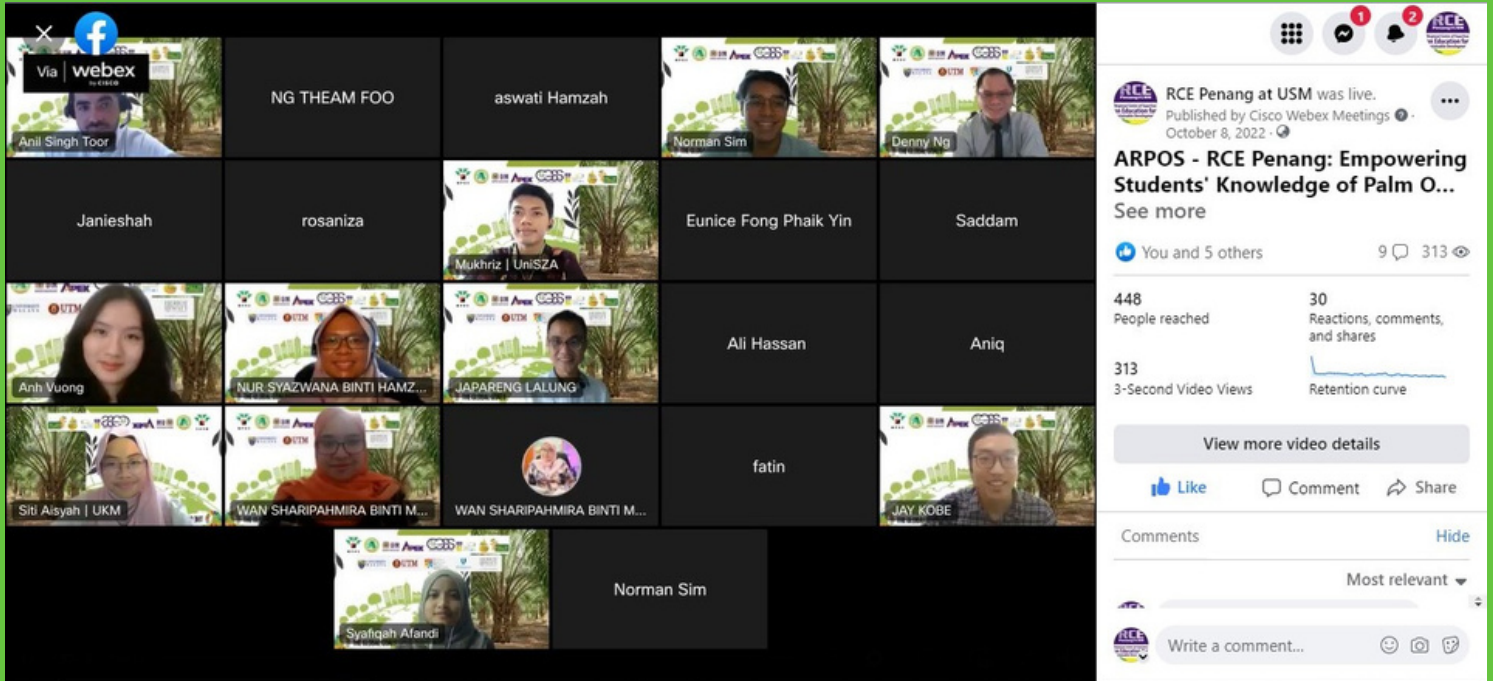 Via | webex
by CISCO
Anil Singh Toor
NG THEAM FOO
aswati Hamzah
Norman Sim
Denny Ng
Janieshah
rosaniza
Mukhriz | UniSZA
Eunice Fong Phaik Yin
Saddam
Anh Vuong
NUR SYAZWANA BINTI HAMZ...
JAPARENG LALUNG
Ali Hassan
Aniq
Siti Aisyah | UKM
WAN SHARIPAHMIRA BINTI M...
WAN SHARIPAHMIRA BINTI M...
fatin
JAY KOBE
Syafiqah Afandi
Norman Sim
1
2
RCE
RCE Penang at USM was live.
Published by Cisco Webex Meetings
October 8, 2022
ARPOS - RCE Penang: Empowering
Students' Knowledge of Palm O...
See more
You and 5 others
9
313
448
People reached
30
Reactions, comments,
and shares
313
3-Second Video Views
Retention curve
View more video details
Like
Comment
Share
Comments
Hide
Most relevant
Write a comment...